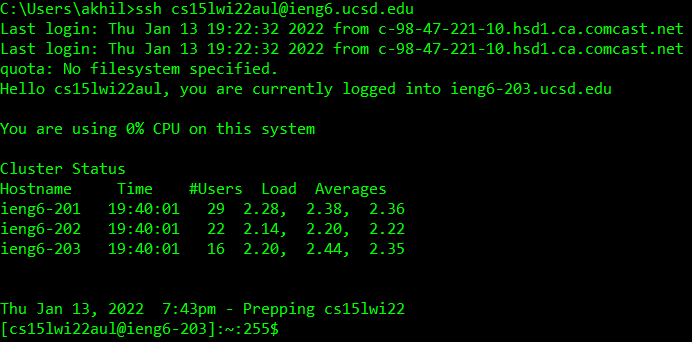 C:\Users\akhil>ssh cs15lwi22aul@ieng6.ucsd.edu
Last login: Thu Jan 13 19:22:32 2022 from c-98-47-221-10.hsd1.ca.comcast.net
Last login: Thu Jan 13 19:22:32 2022 from c-98-47-221-10.hsd1.ca.comcast.net
quota: No filesystem specified.
Hello cs15lwi22aul, you are currently logged into ieng6-203.ucsd.edu
You are using 0% CPU on this system
Cluster Status
Hostname     Time    #Users  Load  Averages
ieng6-201   19:40:01   29  2.28,  2.38,  2.36
ieng6-202   19:40:01   22  2.14,  2.20,  2.22
ieng6-203   19:40:01   16  2.20,  2.44,  2.35
Thu Jan 13, 2022  7:43pm - Prepping cs15lwi22
[cs15lwi22aul@ieng6-203]:~:255$